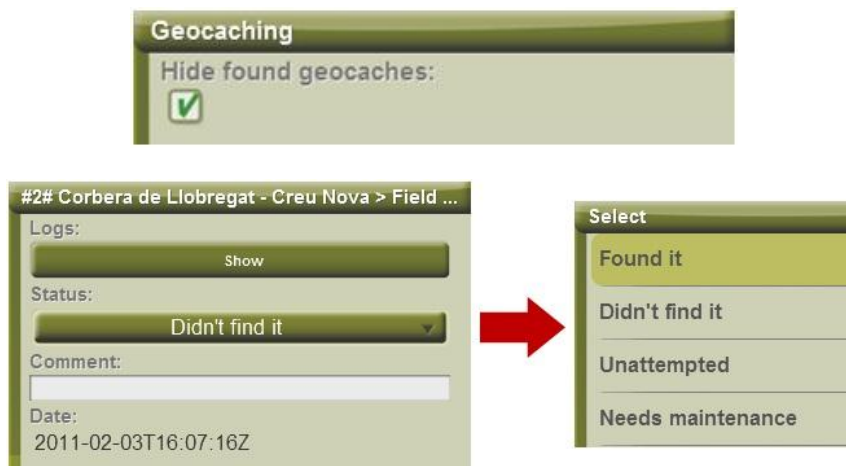 Geocaching
Hide found geocaches:
#2# Corbera de Llobregat - Creu Nova > Field ...
Logs:
Show
Status:
Didn't find it
Comment:
Date:
2011-02-03T16:07:16Z
Select
Found it
Didn't find it
Unattempted
Needs maintenance